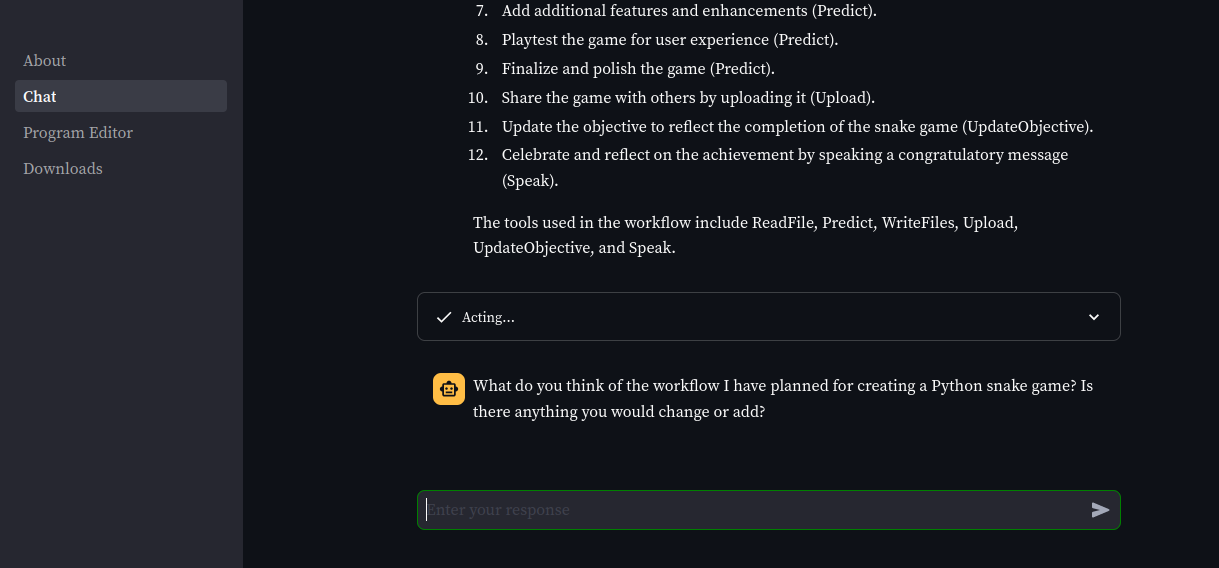 About
Chat
Program Editor
Downloads
7. Add additional features and enhancements (Predict).
8. Playtest the game for user experience (Predict).
9. Finalize and polish the game (Predict).
10. Share the game with others by uploading it (Upload).
11. Update the objective to reflect the completion of the snake game (UpdateObjective).
12. Celebrate and reflect on the achievement by speaking a congratulatory message
(Speak).
The tools used in the workflow include ReadFile, Predict, WriteFiles, Upload,
UpdateObjective, and Speak.
Acting...
What do you think of the workflow I have planned for creating a Python snake game? Is
there anything you would change or add?
Enter your response